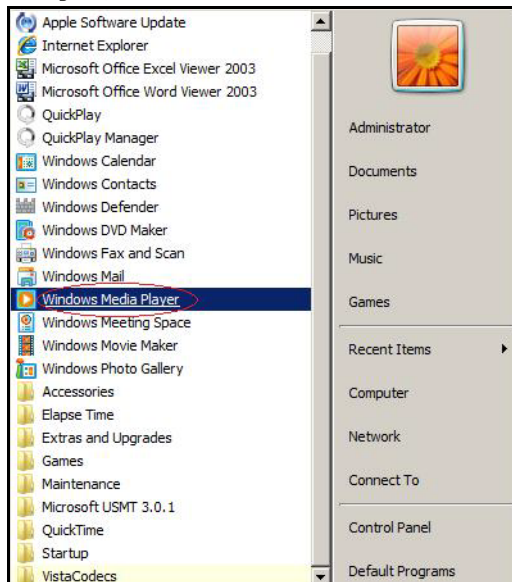 Apple Software Update
Internet Explorer
Microsoft Office Excel Viewer 2003
Microsoft Office Word Viewer 2003
QuickPlay
QuickPlay Manager
Windows Calendar
Windows Contacts
Windows Defender
Windows DVD Maker
Windows Fax and Scan
Windows Mail
Windows Media Player
Windows Meeting Space
Windows Movie Maker
Windows Photo Gallery
Accessories
Elapse Time
Extras and Upgrades
Games
Maintenance
Microsoft USMT 3.0.1
QuickTime
Startup
VistaCodecs
Administrator
Documents
Pictures
Music
Games
Recent Items
Computer
Network
Connect To
Control Panel
Default Programs